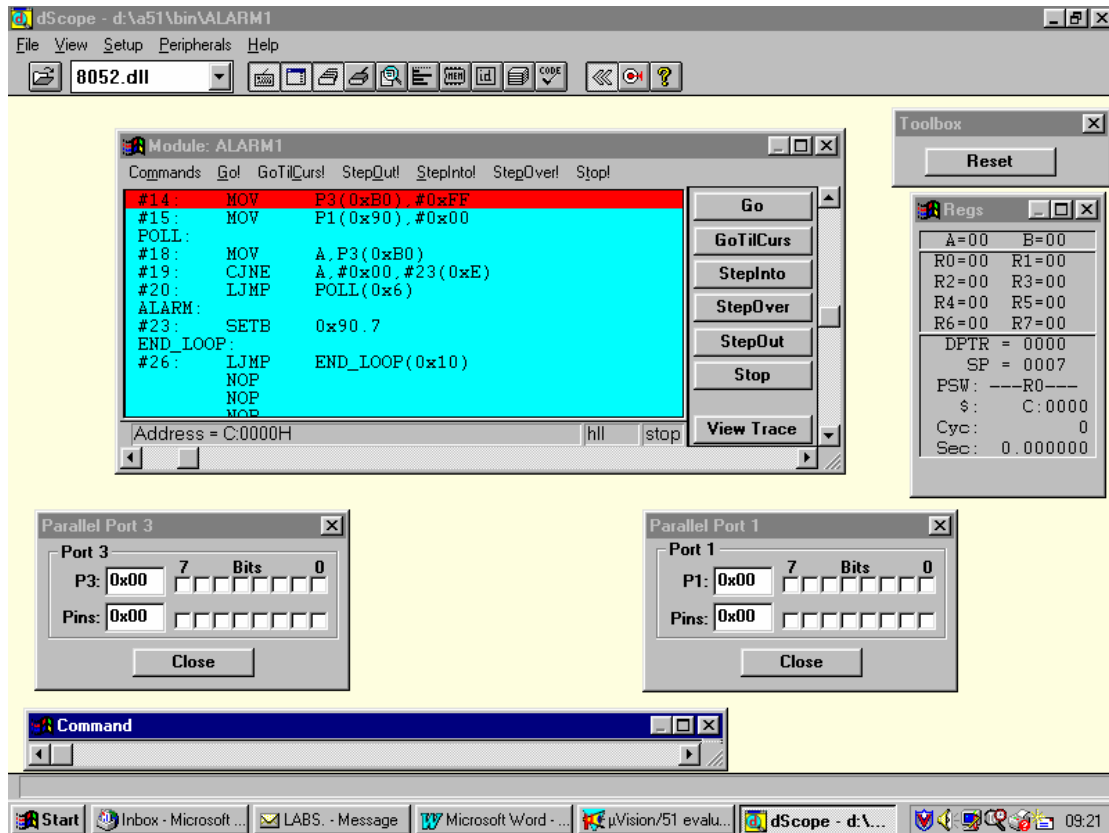 dScope - d:\a51\bin\ALARM1
File View Setup Peripherals Help
8052.dll
MEM
id
CODE
Module: ALARM1
Commands Go! GoTilCurs! StepOut! StepInto! StepOver! Stop!
#14: MOV P3(0xB0),#0xFF
#15: MOV P1(0x90),#0x00
POLL:
#18: MOV A,P3(0xB0)
#19: CJNE A,#0x00,#23(0xE)
#20: LJMP POLL(0x6)
ALARM:
#23: SETB 0x90.7
END_LOOP:
#26: LJMP END_LOOP(0x10)
NOP
NOP
NOP
Address = C:0000H hll stop
Go
GoTilCurs
StepInto
StepOver
StepOut
Stop
View Trace
Toolbox
Reset
Regs
A=00 B=00
R0=00 R1=00
R2=00 R3=00
R4=00 R5=00
R6=00 R7=00
DPTR = 0000
SP = 0007
PSW: ---R0---
$: C:0000
Cyc: 0
Sec: 0.000000
Parallel Port 3
Port 3
7 Bits 0
P3: 0x00
Pins: 0x00
Close
Parallel Port 1
Port 1
7 Bits 0
P1: 0x00
Pins: 0x00
Close
Command
Start Inbox - Microsoft ... LABS. - Message Microsoft Word - ... µVision/51 evalu... dScope - d:\... 09:21